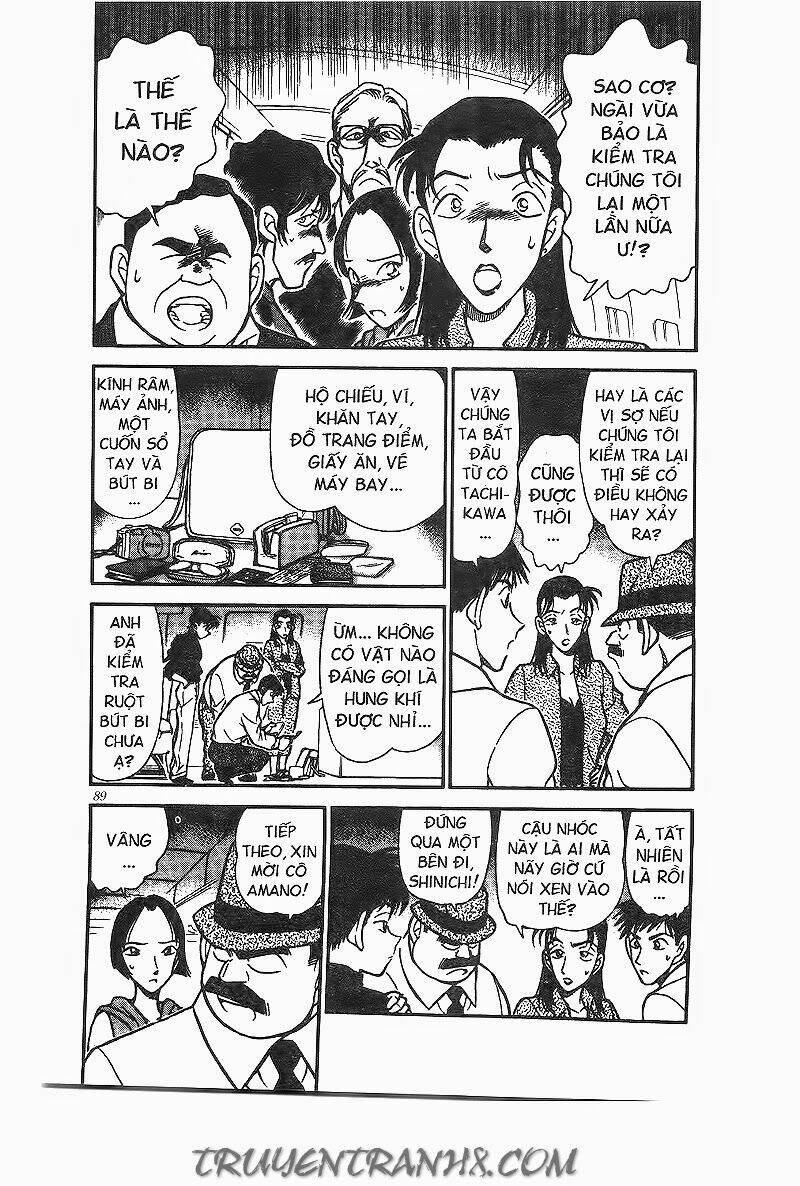 SAO CƠ?
NGÀI VỪA
BẢO LÀ
KIỂM TRA
CHÚNG TÔI
LẠI MỘT
LẦN NỮA
Ư!?
THẾ
LÀ THẾ
NÀO?
HAY LÀ CÁC
VỊ SỢ NẾU
CHÚNG TÔI
KIỂM TRA LẠI
THÌ SẼ CÓ
ĐIỀU KHÔNG
HAY XẢY
RA?
CŨNG
ĐƯỢC
THÔI
...
VẬY
CHÚNG
TA BẮT
ĐẦU
TỪ CÔ
TACHI-
KAWA
...
HỘ CHIẾU, VÍ,
KHĂN TAY,
ĐỒ TRANG ĐIỂM,
GIẤY ĂN, VÉ
MÁY BAY...
KÍNH RÂM,
MÁY ẢNH,
MỘT
CUỐN SỔ
TAY VÀ
BÚT BI
...
ỪM... KHÔNG
CÓ VẬT NÀO
ĐÁNG GỌI LÀ
HUNG KHÍ
ĐƯỢC NHỈ...
ANH
ĐÃ
KIỂM
TRA
RUỘT
BÚT BI
CHƯA
Ạ?
89
À, TẤT
NHIÊN
LÀ RỒI
...
CẬU NHÓC
NÀY LÀ AI MÀ
NÃY GIỜ CỨ
NÓI XEN VÀO
THẾ?
ĐỨNG
QUA MỘT
BÊN ĐI,
SHINICHI!
TIẾP
THEO, XIN
MỜI CÔ
AMANO!
VÂNG
...
TRUYENTRANH8.COM